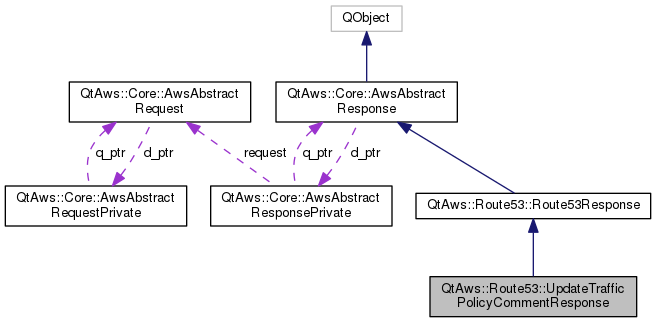 QObject
QtAws::Core::AwsAbstract
Request
QtAws::Core::AwsAbstract
Response
q_ptr
d_ptr
request
q_ptr
d_ptr
QtAws::Core::AwsAbstract
RequestPrivate
QtAws::Core::AwsAbstract
ResponsePrivate
QtAws::Route53::Route53Response
QtAws::Route53::UpdateTraffic
PolicyCommentResponse